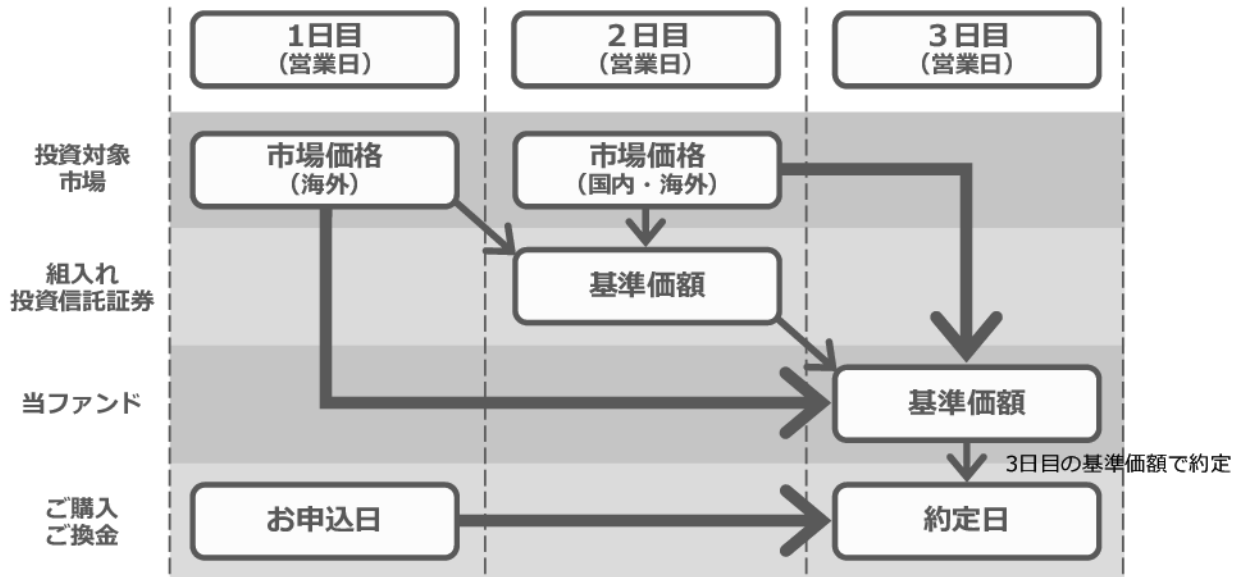 1日目
（営業日）
２日目
（営業日）
３日目
（営業日）
投資対象
市場
市場価格
（海外）
市場価格
（国内・海外）
組入れ
投資信託証券
基準価額
当ファンド
基準価額
3日目の基準価額で約定
ご購入
ご換金
お申込日
約定日